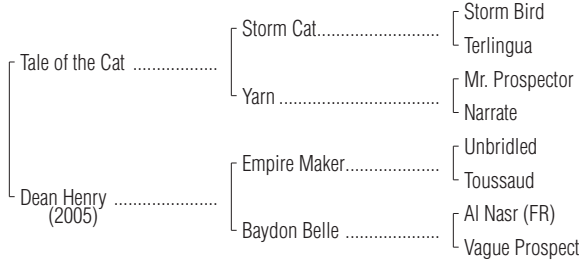 Storm Bird
Storm Cat........................
Terlingua
Tale of the Cat .................
Mr. Prospector
Yarn ................................
Narrate
Unbridled
Empire Maker...................
Toussaud
Dean Henry .....................
(2005)
Al Nasr (FR)
Baydon Belle ...................
Vague Prospect